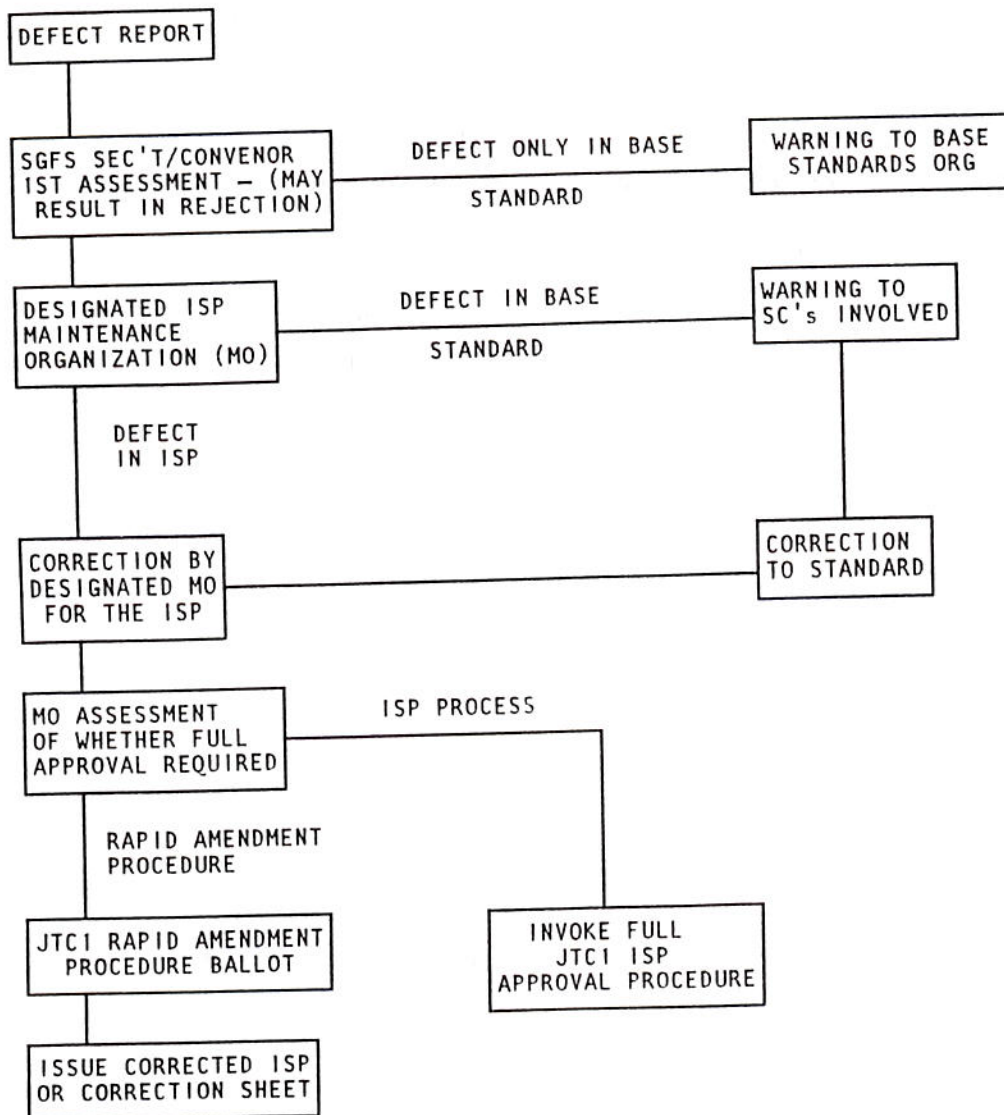 DEFECT REPORT
SGFS SEC'T/CONVENOR
1ST ASSESSMENT — (MAY
RESULT IN REJECTION)
DEFECT ONLY IN BASE
STANDARD
WARNING TO BASE
STANDARDS ORG
DESIGNATED ISP
MAINTENANCE
ORGANIZATION (MO)
DEFECT IN BASE
STANDARD
WARNING TO
SC's INVOLVED
DEFECT
IN ISP
CORRECTION BY
DESIGNATED MO
FOR THE ISP
CORRECTION
TO STANDARD
MO ASSESSMENT
OF WHETHER FULL
APPROVAL REQUIRED
ISP PROCESS
RAPID AMENDMENT
PROCEDURE
JTC1 RAPID AMENDMENT
PROCEDURE BALLOT
INVOKE FULL
JTC1 ISP
APPROVAL PROCEDURE
ISSUE CORRECTED ISP
OR CORRECTION SHEET